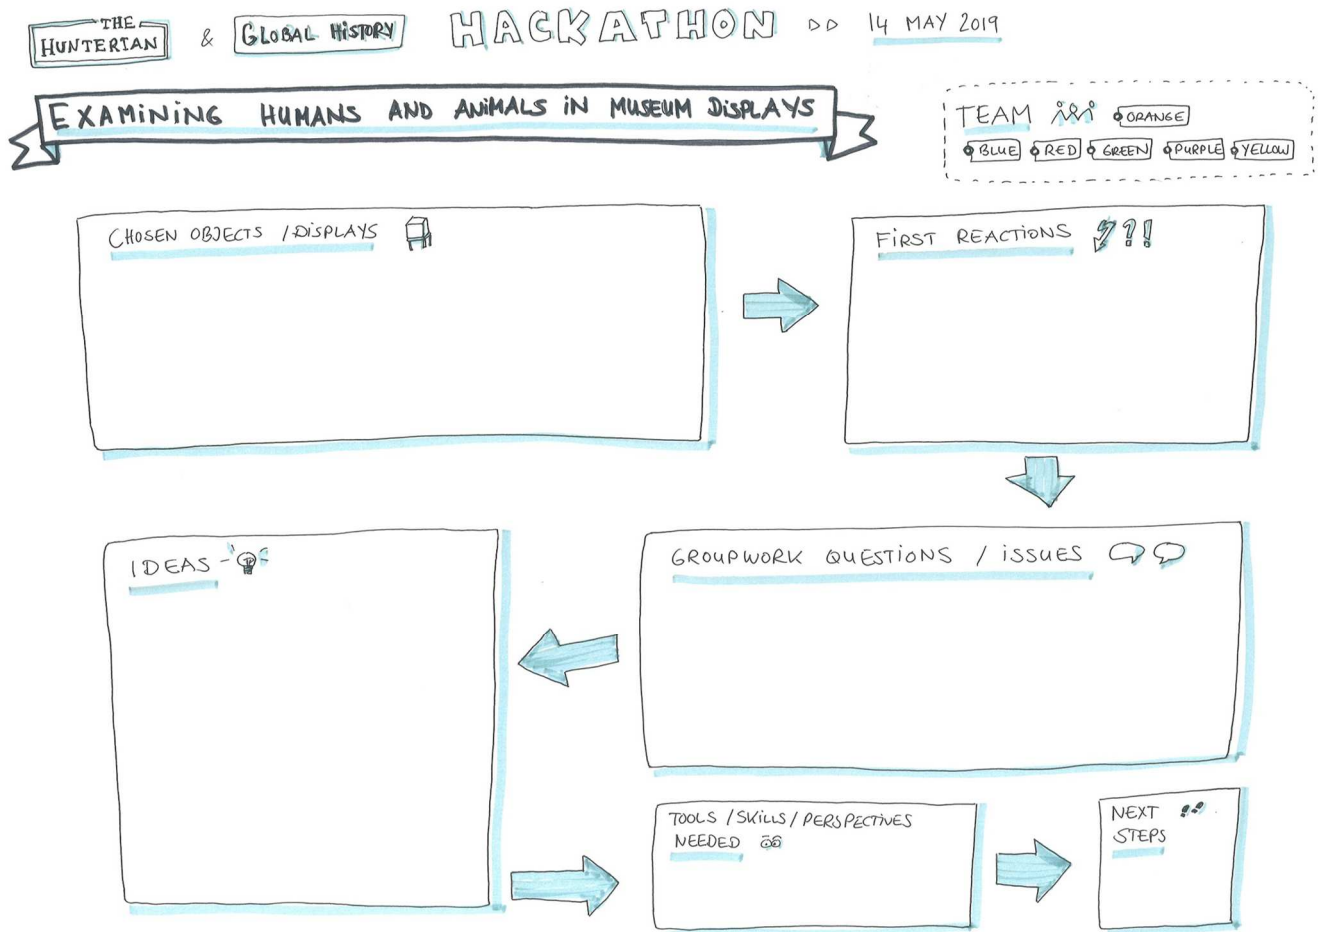 THE
HUNTERIAN & GLOBAL HISTORY HACKATHON ▷▷ 14 MAY 2019
EXAMINING HUMANS AND ANIMALS IN MUSEUM DISPLAYS
TEAM ORANGE
BLUE RED GREEN PURPLE YELLOW
CHOSEN OBJECTS / DISPLAYS
FIRST REACTIONS ?!
IDEAS
GROUPWORK QUESTIONS / ISSUES
TOOLS / SKILLS / PERSPECTIVES
NEEDED
NEXT
STEPS